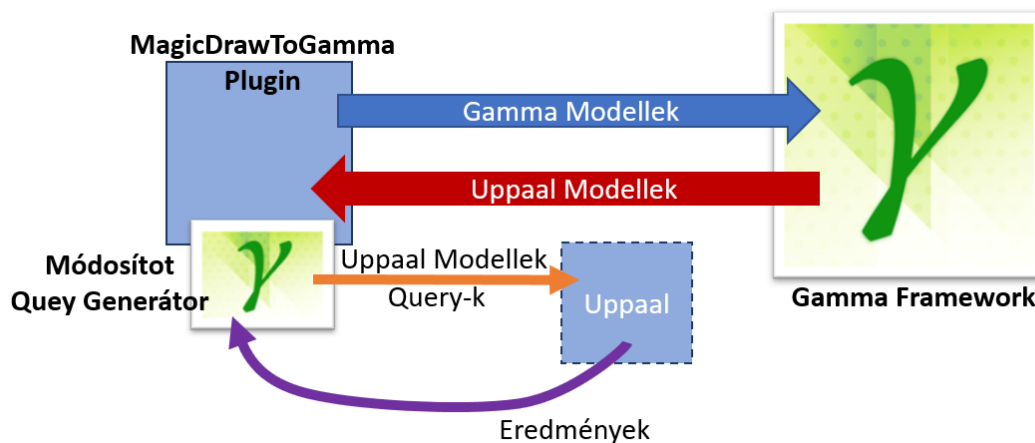 MagicDrawToGamma
Plugin
Gamma Modellek
Uppaal Modellek
Módosítot
Quey Generátor
Uppaal Modellek
Query-k
Uppaal
Gamma Framework
Eredmények